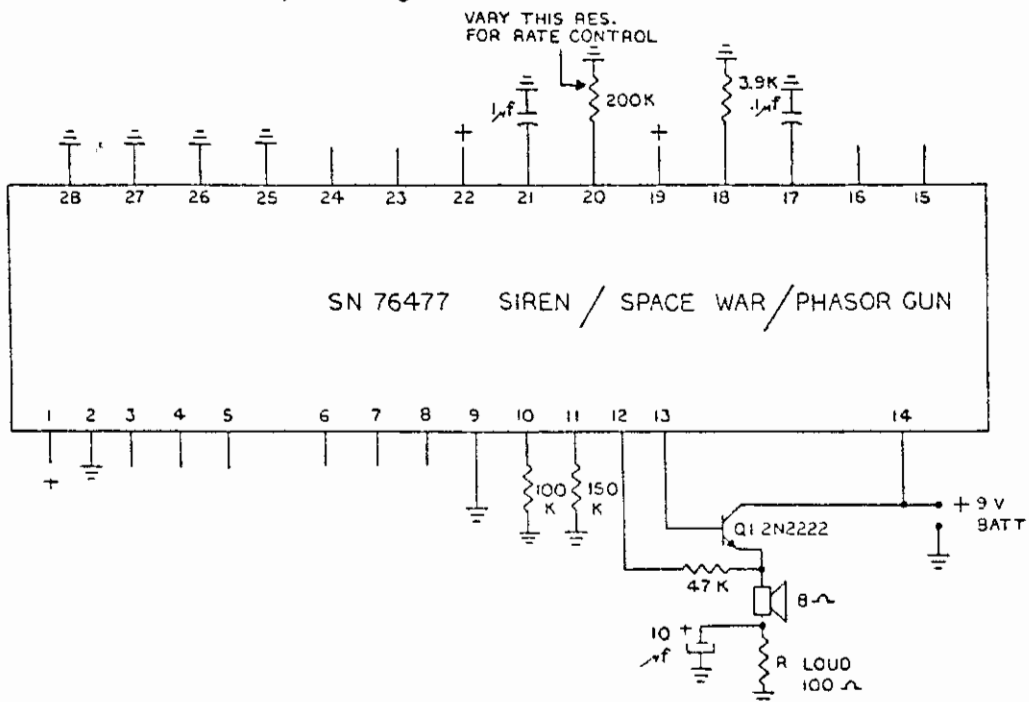 VARY THIS RES.
FOR RATE CONTROL
1µf
200K
3.9K
.1µf
+
+
28 27 26 25 24 23 22 21 20 19 18 17 16 15
SN 76477 SIREN / SPACE WAR / PHASOR GUN
1 2 3 4 5 6 7 8 9 10 11 12 13 14
+
100
K
150
K
Q1 2N2222
+ 9 V
BATT
47 K
8 Ω
10 +
µf
R LOUD
100 Ω